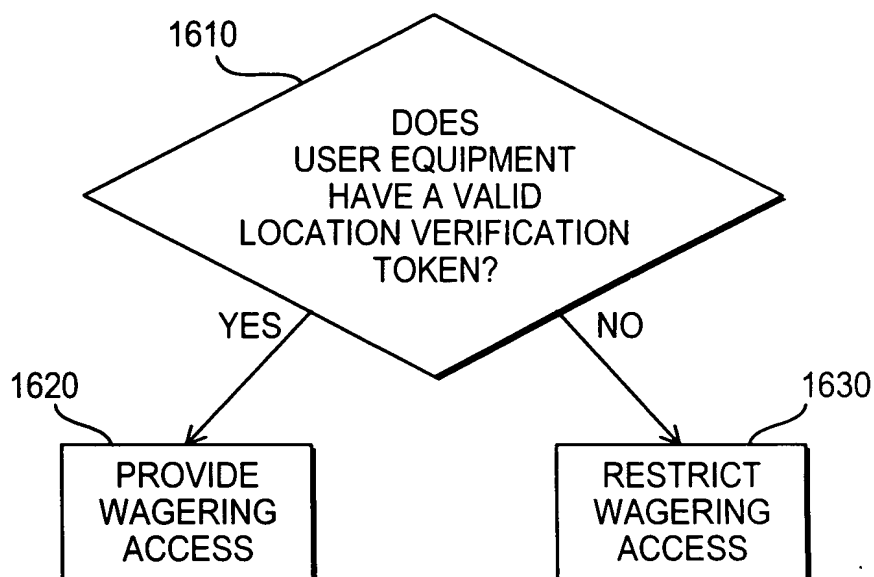 1610
DOES
USER EQUIPMENT
HAVE A VALID
LOCATION VERIFICATION
TOKEN?
YES
NO
1620
1630
PROVIDE
WAGERING
ACCESS
RESTRICT
WAGERING
ACCESS